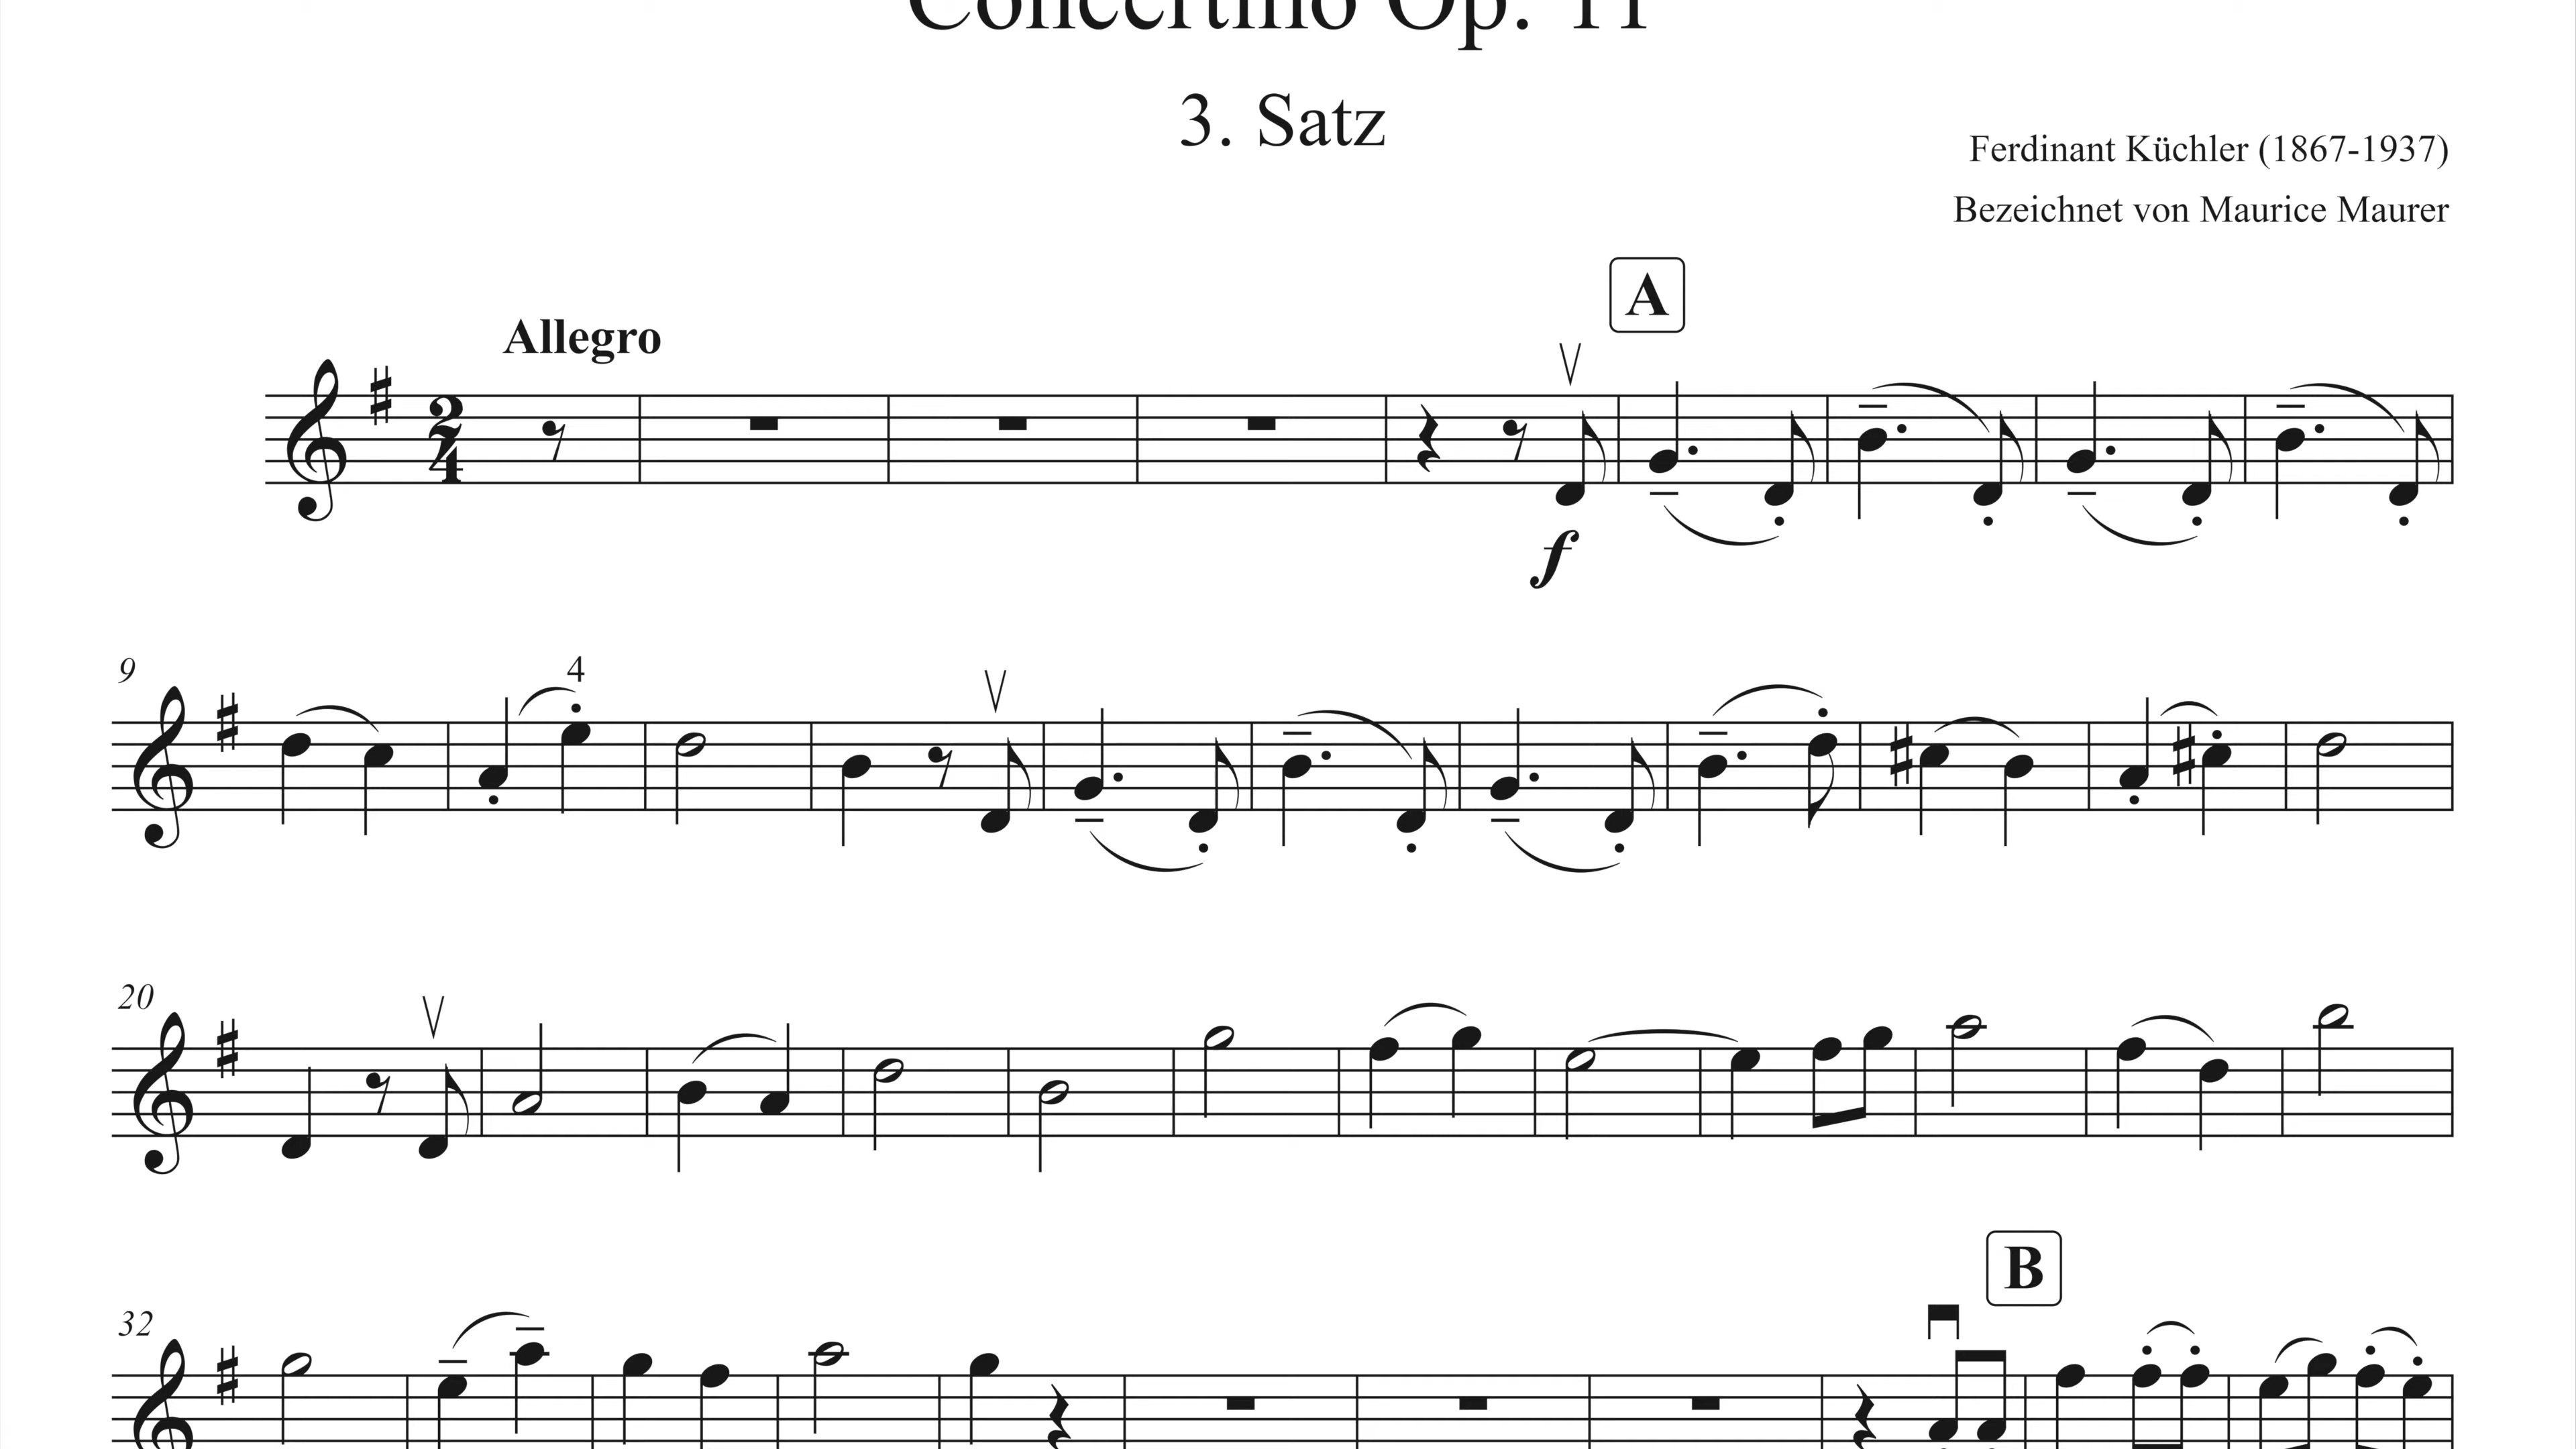 Concertino Op. 11
3. Satz
Ferdinant Küchler (1867-1937)
Bezeichnet von Maurice Maurer
A
Allegro
2
4
f
9
4
20
B
32